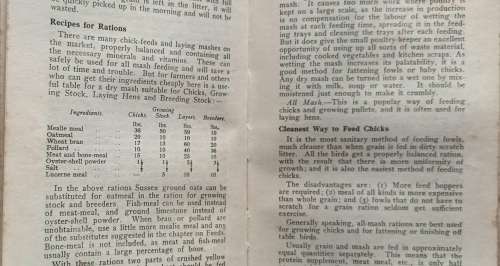 is left in the litter, it will
be quickly picked up in the morning and will not be
wasted.
Recipes for Rations
There are many chick-feeds and laying mashes on
the market, properly balanced and containing all
the necessary minerals and vitamins. These can
safely be used for all mash feeding and will save a
lot of time and trouble. But for farmers and others
who can get their ingredients cheaply here is a use-
ful table for a dry mash suitable for Chicks, Grow-
ing Stock, Laying Hens and Breeding Stock:—
Growing
Ingredients Chicks Stock Layers Breeders
lbs. lbs. lbs. lbs.
Mealie meal
Oatmeal
Wheat bran
Pollard
Meat and bone-meal
Oyster-shell powder
Salt
Lucerne meal
In the above rations Sussex ground oats can be
substituted for oatmeal in the ration for growing
chicks and breeders. Fish-meal can be used instead
of meat-meal, and ground limestone instead of
oyster-shell powder. When bran or pollard are
unobtainable, use a little more mealie meal and any
of the substitutes suggested in the chapter on Feeds.
Bone-meal is not included, as meat and fish-meal
usually contain a large percentage of bone.
With these rations two parts of crushed yellow
should be fed
mash. It causes too much work where poultry is
kept on a large scale, as the increase in production
is no compensation for the labour of wetting the
mash at each feeding time, spreading it in the feed-
ing trays and cleaning the trays after each feeding.
But it does give the small poultry-keeper an excellent
opportunity of using up all sorts of waste material,
including cooked vegetables and kitchen scraps. As
wetting the mash increases its palatability, it is a
good method for fattening fowls or baby chicks.
Any dry mash can be turned into a wet one by mix-
ing it with milk, soup or water. It should be
moistened just enough to make it crumbly.
All Mash.—This is a popular way of feeding
chicks and growing pullets, and it is often used for
laying hens.
Cleanest Way to Feed Chicks
It is the most sanitary method of feeding fowls,
much cleaner than when grain is fed in dirty scratch
litter. All the birds get a properly balanced ration,
with the result that there is more uniformity of
growth; and it is also the easiest method of feeding
chicks.
The disadvantages are: (1) More feed hoppers
are required; (2) meal of all kinds is more expensive
than whole grain; and (3) fowls that do not have to
scratch for a grain ration seldom get sufficient
exercise.
Generally speaking, all-mash rations are best suited
for growing chicks and for fattening or finishing off
table birds.
Usually grain and mash are fed in approximately
equal quantities separately. This means that the
protein supplement, meat meal, etc., is only half